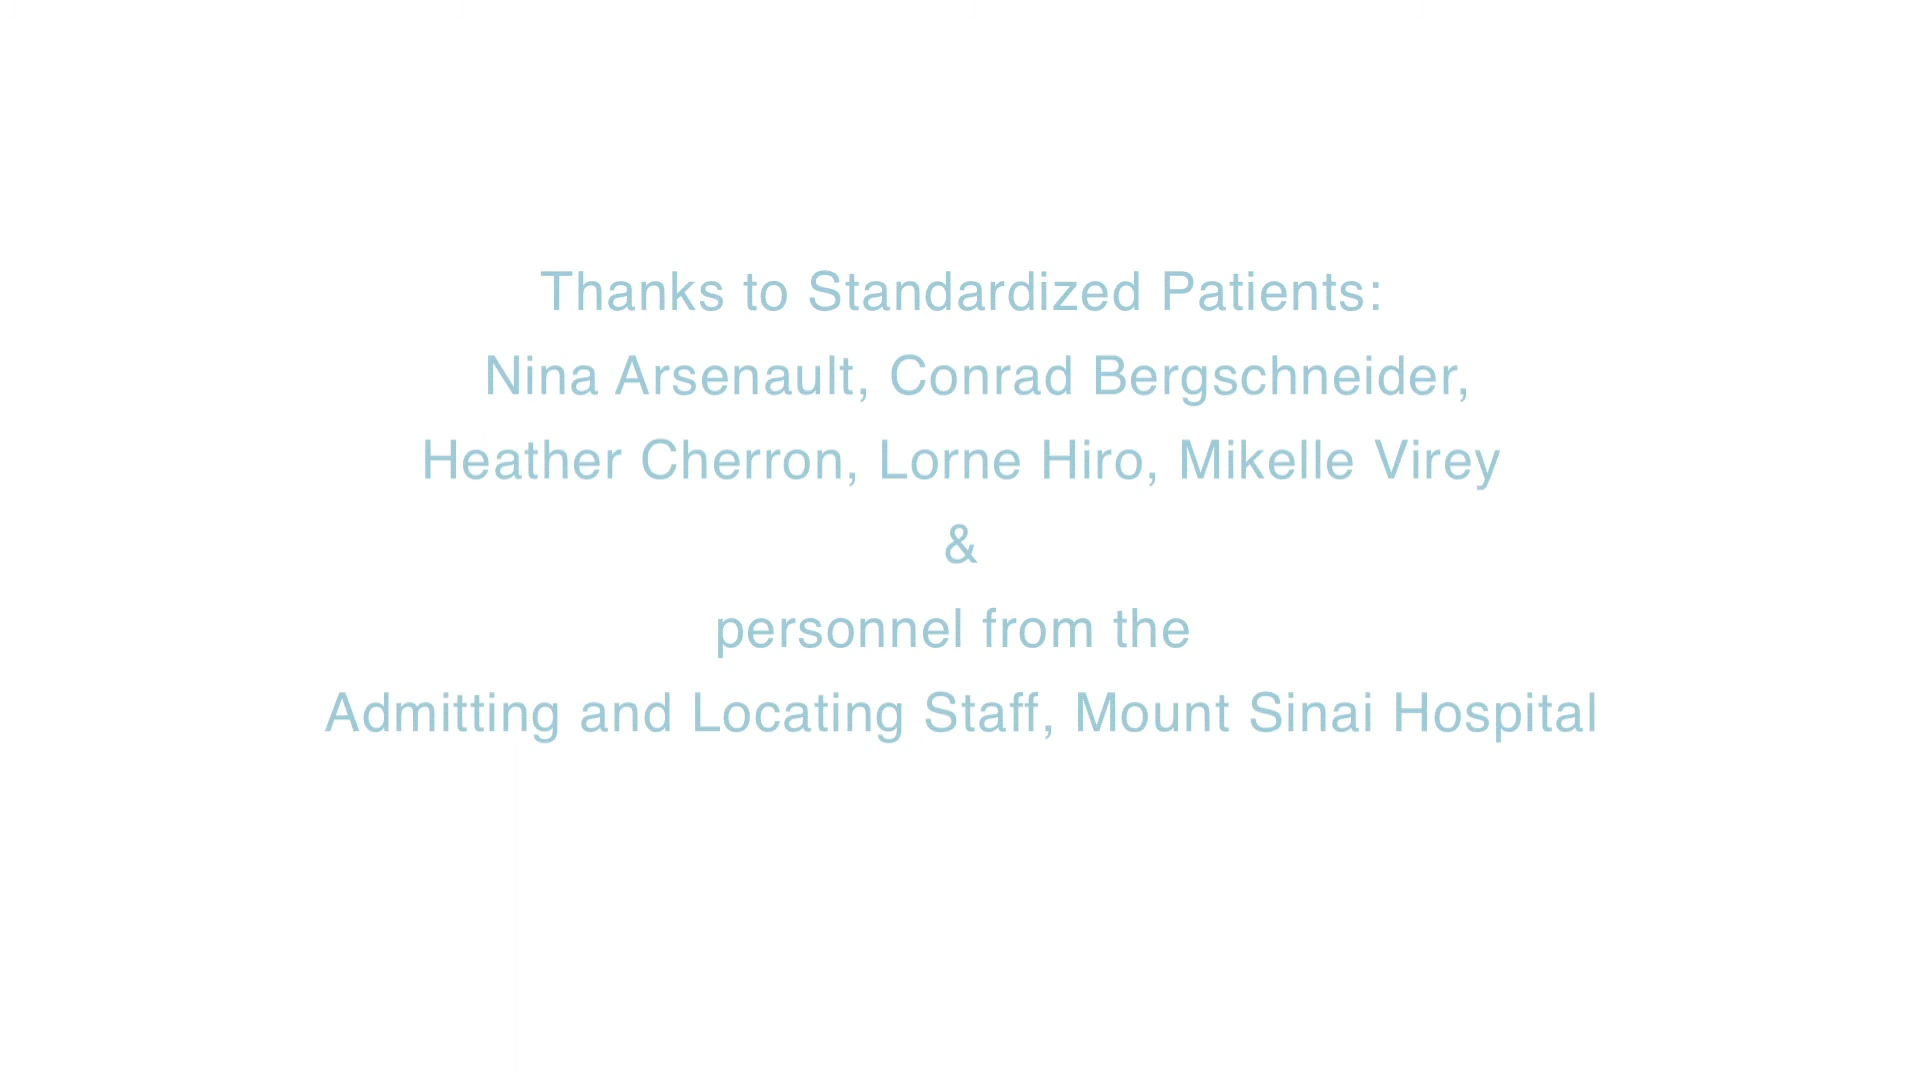 Thanks to Standardized Patients:
Nina Arsenault, Conrad Bergschneider,
Heather Cherron, Lorne Hiro, Mikelle Virey
&
personnel from the
Admitting and Locating Staff, Mount Sinai Hospital